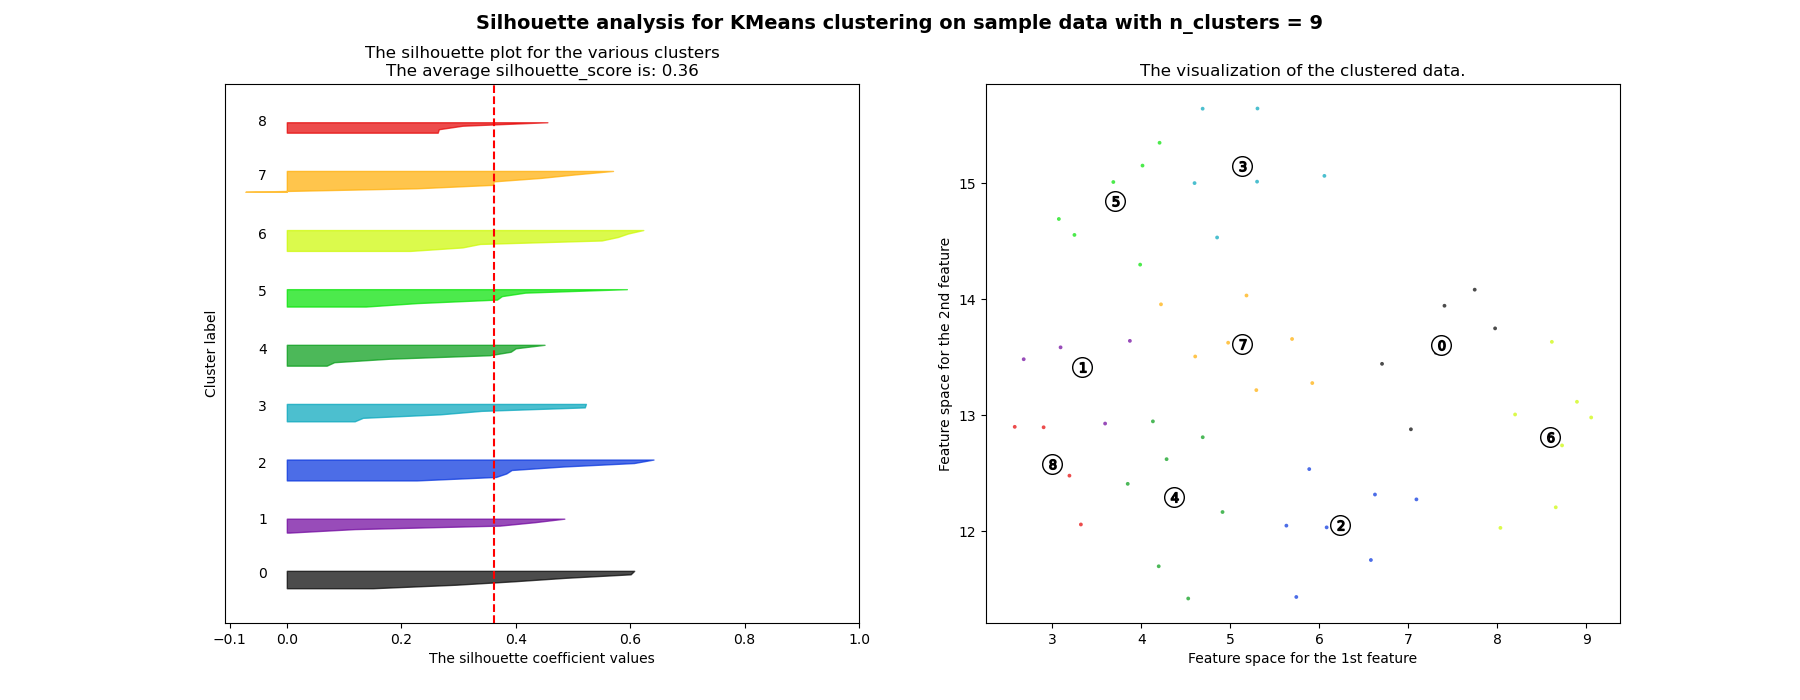 Silhouette analysis for KMeans clustering on sample data with n_clusters = 9
The silhouette plot for the various clusters
The average silhouette_score is: 0.36
8
7
6
5
4
3
2
1
0
Cluster label
−0.1 0.0 0.2 0.4 0.6 0.8 1.0
The silhouette coefficient values
The visualization of the clustered data.
15
14
13
12
Feature space for the 2nd feature
3
5
7
0
1
6
8
4
2
3 4 5 6 7 8 9
Feature space for the 1st feature